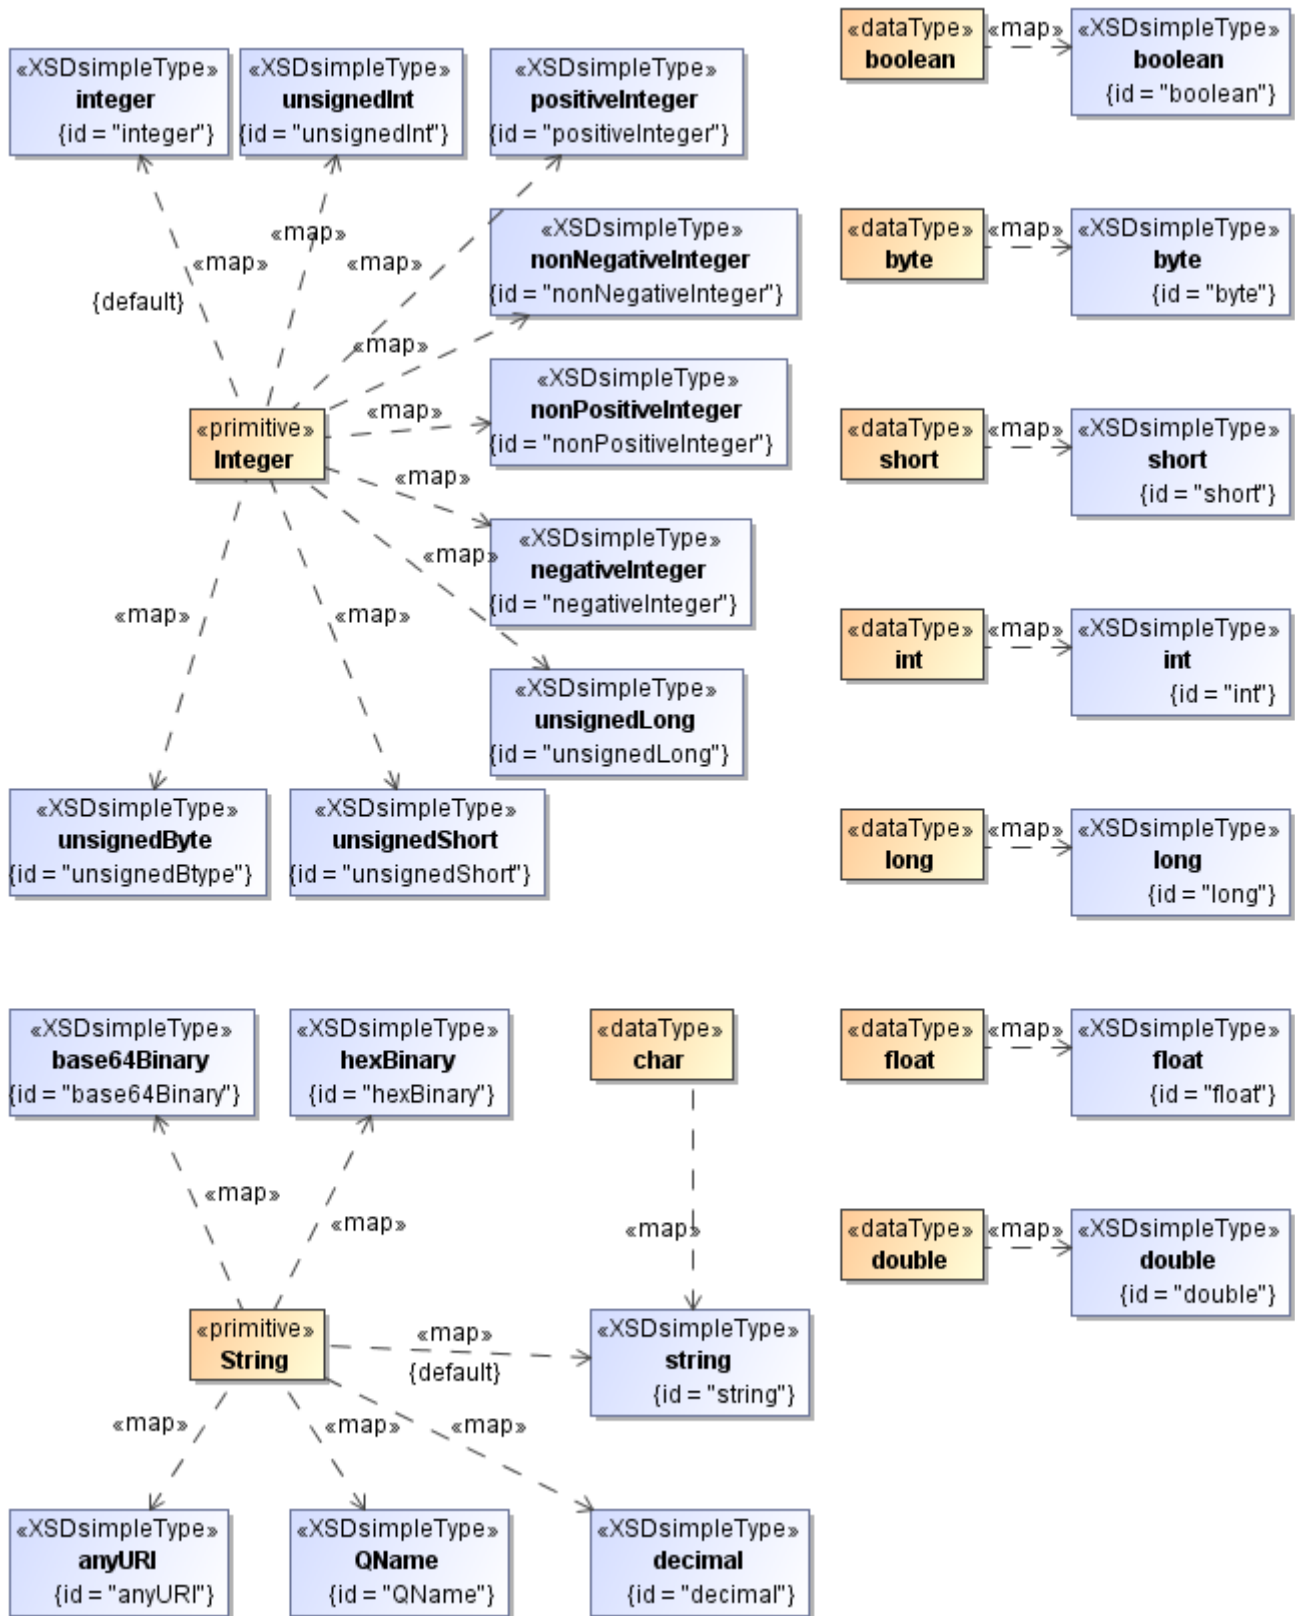 «dataType»
boolean
«map»
«XSDsimpleType»
boolean
{id = "boolean"}
«XSDsimpleType»
integer
{id = "integer"}
«XSDsimpleType»
unsignedInt
{id = "unsignedInt"}
«XSDsimpleType»
positiveInteger
{id = "positiveInteger"}
«map»
{default}
«map»
«map»
«XSDsimpleType»
nonNegativeInteger
{id = "nonNegativeInteger"}
«map»
«dataType»
byte
«map»
«XSDsimpleType»
byte
{id = "byte"}
«primitive»
Integer
«map»
«XSDsimpleType»
nonPositiveInteger
{id = "nonPositiveInteger"}
«dataType»
short
«map»
«XSDsimpleType»
short
{id = "short"}
«map»
«map»
«XSDsimpleType»
negativeInteger
{id = "negativeInteger"}
«map»
«map»
«dataType»
int
«map»
«XSDsimpleType»
int
{id = "int"}
«XSDsimpleType»
unsignedLong
{id = "unsignedLong"}
«XSDsimpleType»
unsignedByte
{id = "unsignedBtype"}
«XSDsimpleType»
unsignedShort
{id = "unsignedShort"}
«dataType»
long
«map»
«XSDsimpleType»
long
{id = "long"}
«XSDsimpleType»
base64Binary
{id = "base64Binary"}
«XSDsimpleType»
hexBinary
{id = "hexBinary"}
«dataType»
char
«dataType»
float
«map»
«XSDsimpleType»
float
{id = "float"}
«map»
«map»
«map»
«dataType»
double
«map»
«XSDsimpleType»
double
{id = "double"}
«primitive»
String
«map»
{default}
«XSDsimpleType»
string
{id = "string"}
«map»
«map»
«map»
«XSDsimpleType»
anyURI
{id = "anyURI"}
«XSDsimpleType»
QName
{id = "QName"}
«XSDsimpleType»
decimal
{id = "decimal"}